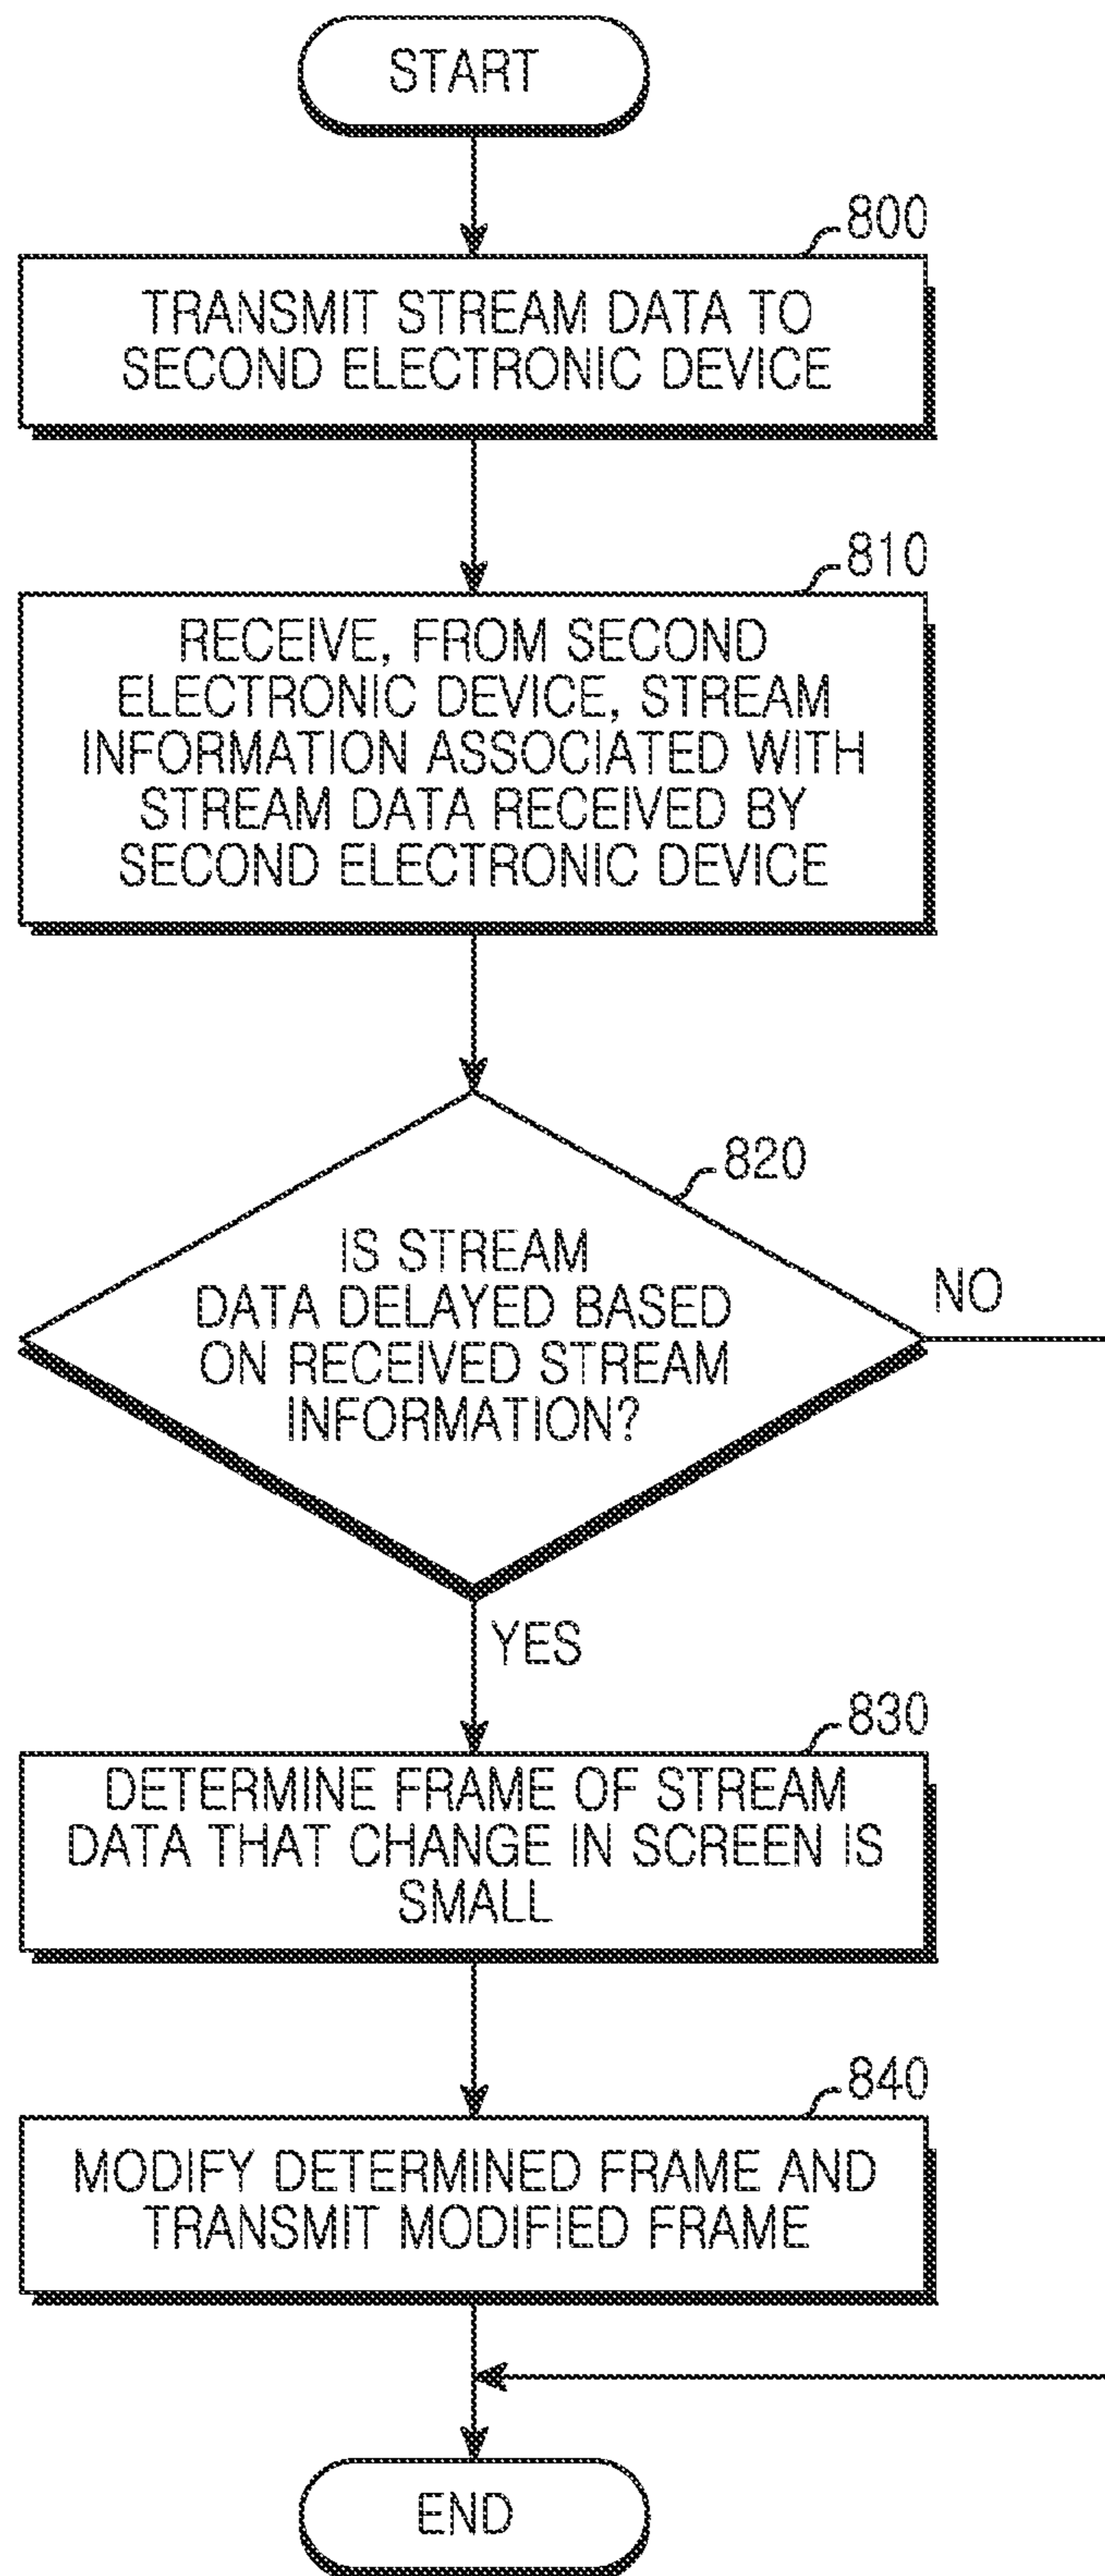 START
800
TRANSMIT STREAM DATA TO
SECOND ELECTRONIC DEVICE
810
RECEIVE, FROM SECOND
ELECTRONIC DEVICE, STREAM
INFORMATION ASSOCIATED WITH
STREAM DATA RECEIVED BY
SECOND ELECTRONIC DEVICE
820
IS STREAM
DATA DELAYED BASED
ON RECEIVED STREAM
INFORMATION?
NO
YES
830
DETERMINE FRAME OF STREAM
DATA THAT CHANGE IN SCREEN IS
SMALL
840
MODIFY DETERMINED FRAME AND
TRANSMIT MODIFIED FRAME
END